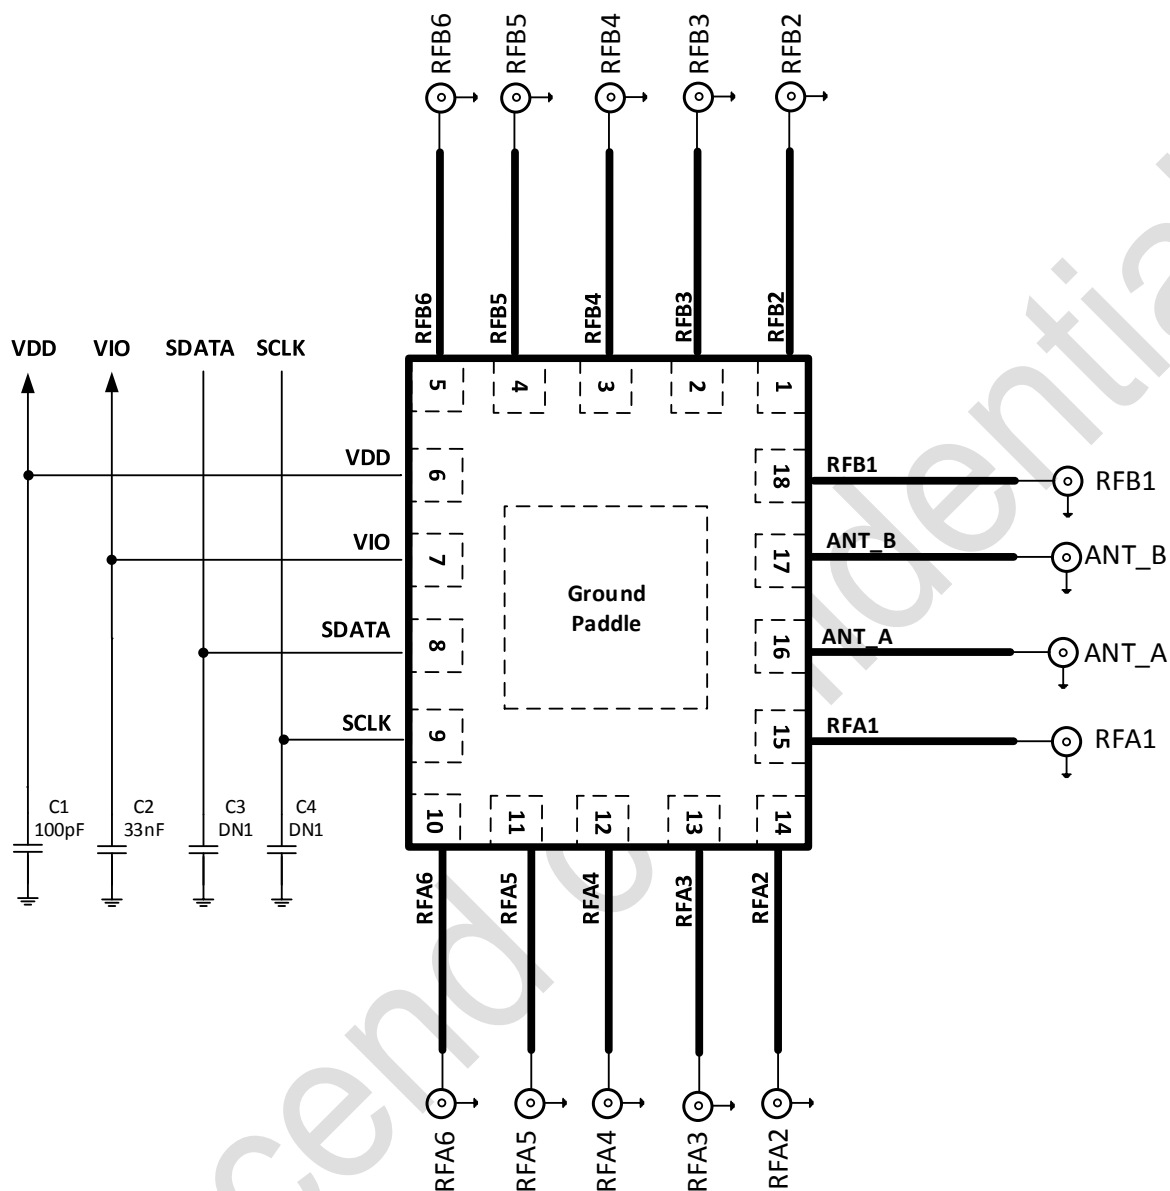 RFB6
RFB5
RFB4
RFB3
RFB2
RFB6
RFB5
RFB4
RFB3
RFB2
VDD
VIO
SDATA
SCLK
5
4
3
2
1
VDD
6
18
RFB1
RFB1
VIO
7
17
ANT_B
ANT_B
Ground
Paddle
SDATA
8
16
ANT_A
ANT_A
SCLK
9
15
RFA1
RFA1
C1
100pF
C2
33nF
C3
DN1
C4
DN1
10
11
12
13
14
RFA6
RFA5
RFA4
RFA3
RFA2
RFA6
RFA5
RFA4
RFA3
RFA2